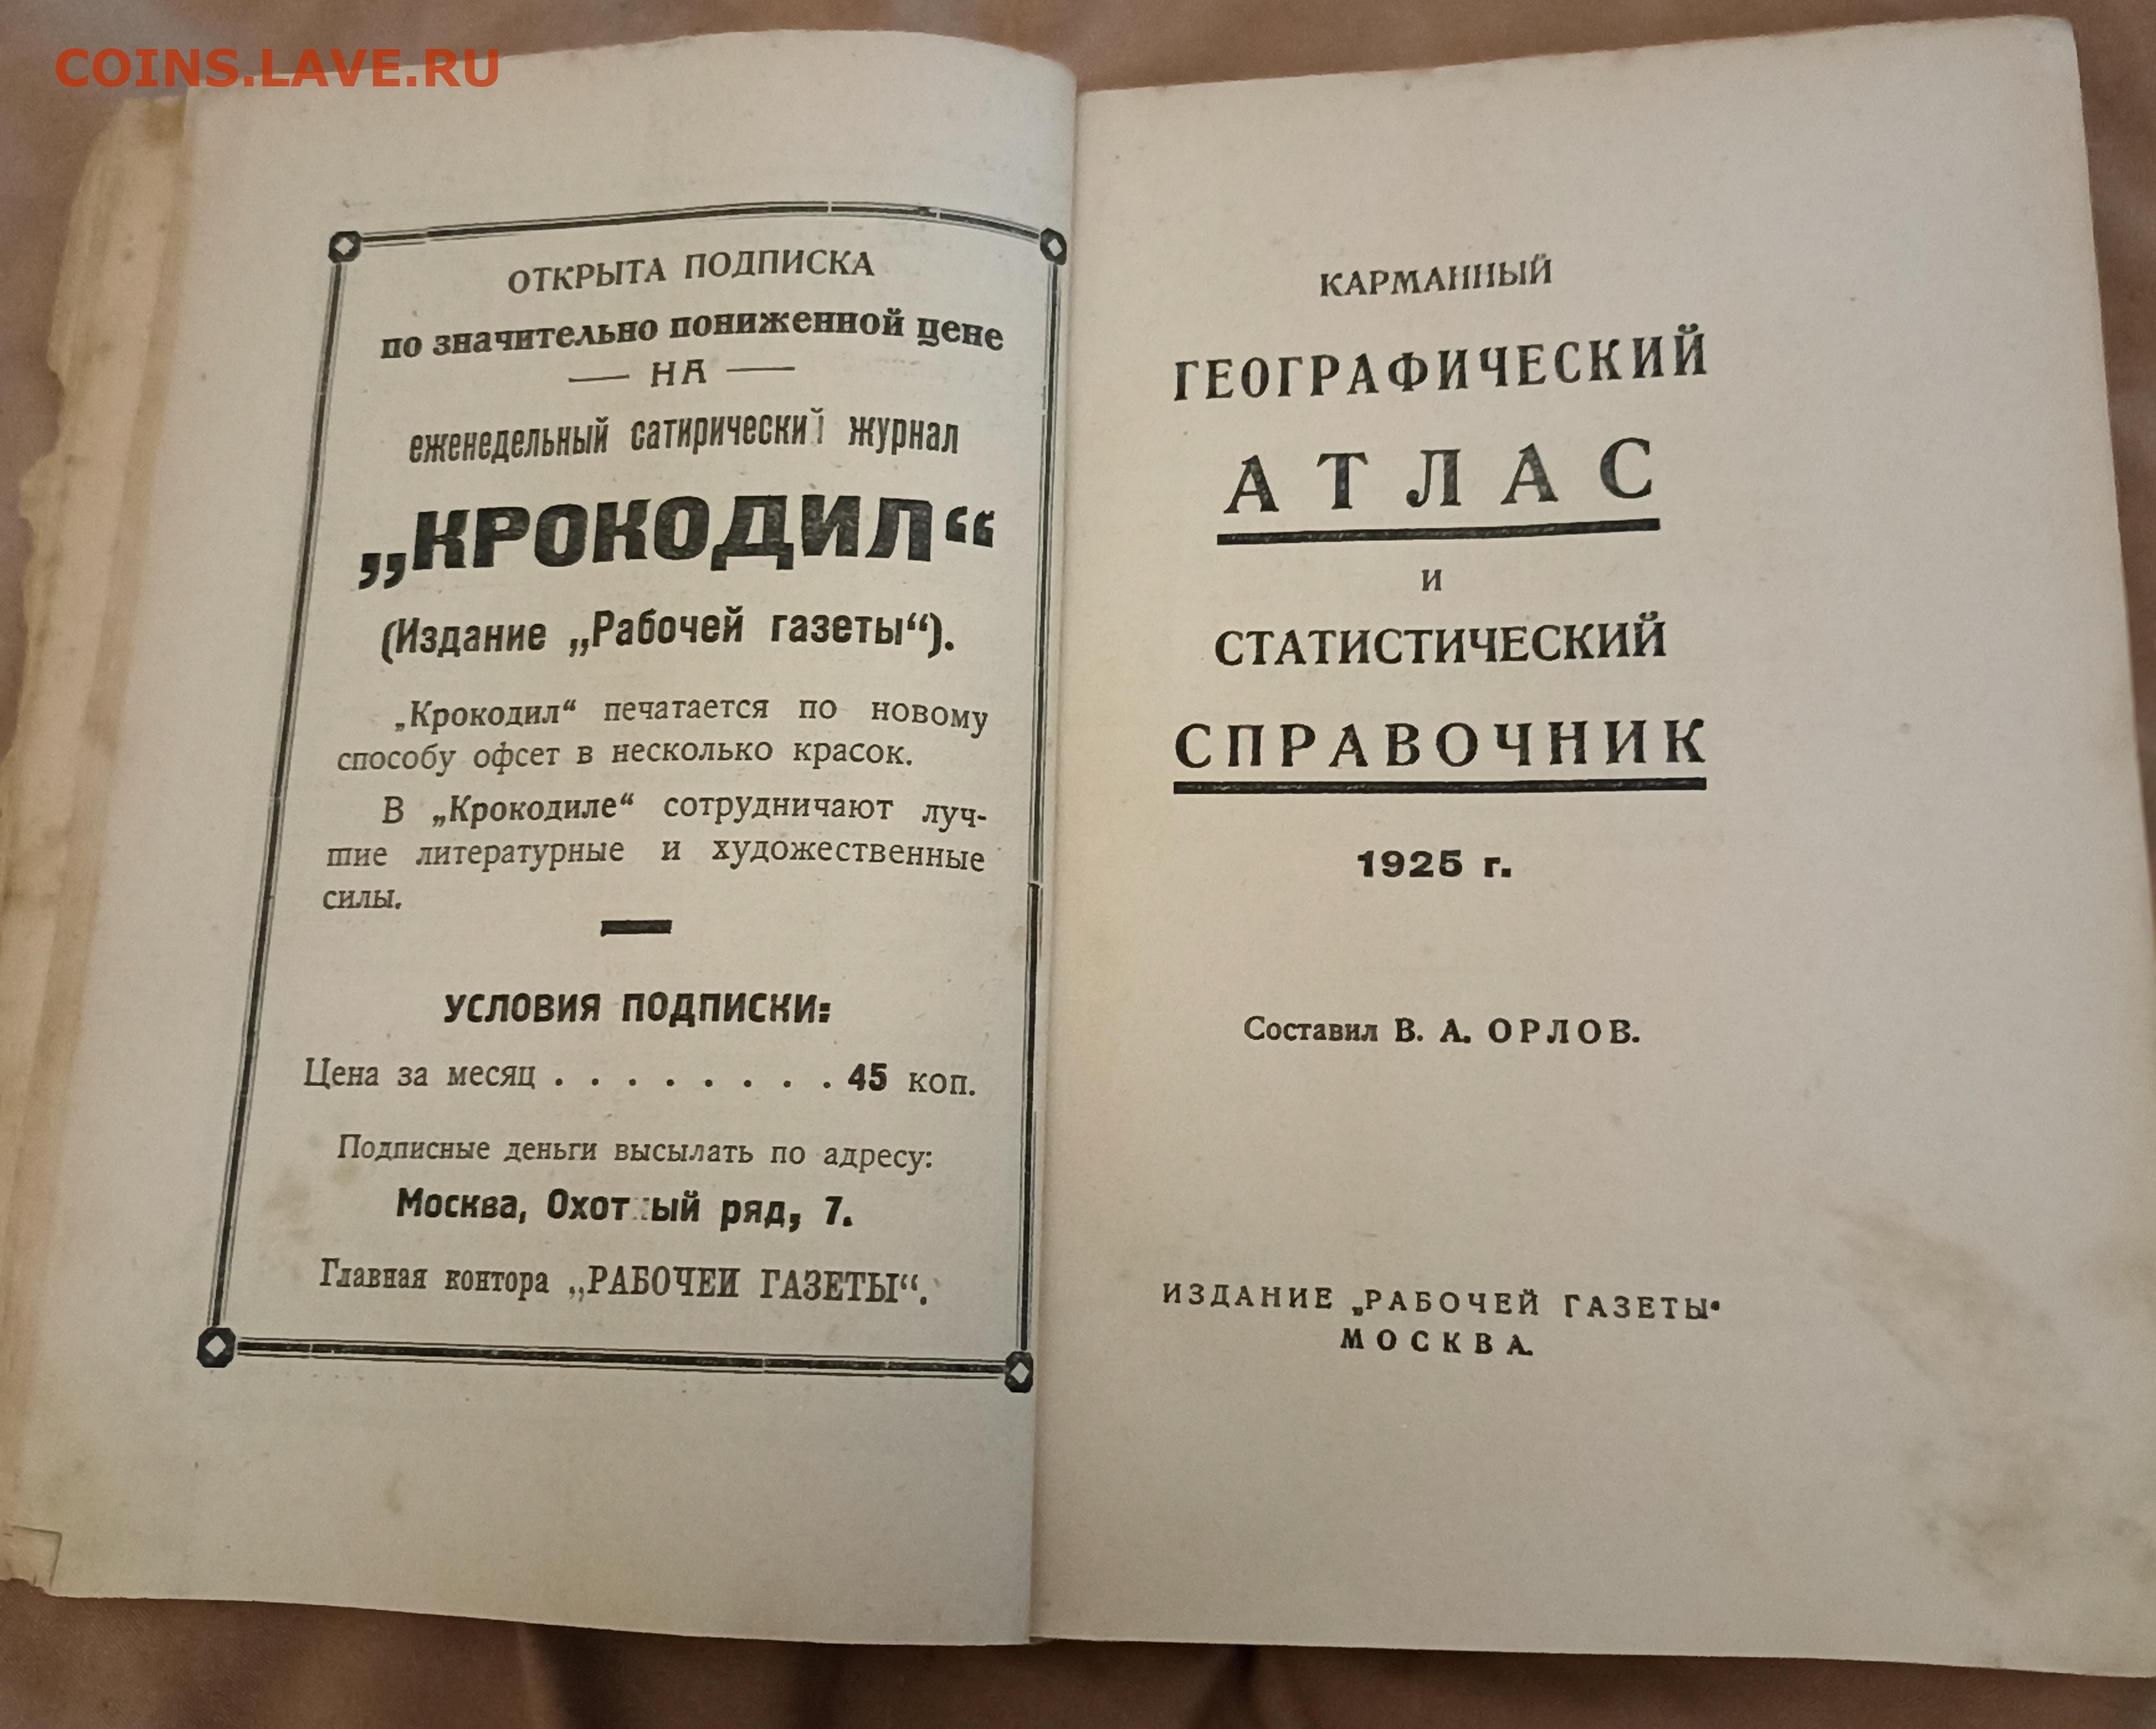 COINS.LAVE.RU
ОТКРЫТА ПОДПИСКА
по значительно пониженной цене
— НА —
еженедельный сатирический журнал
„КРОКОДИЛ“
(Издание „Рабочей газеты“).
„Крокодил“ печатается по новому
способу офсет в несколько красок.
В „Крокодиле“ сотрудничают луч-
шие литературные и художественные
силы.
УСЛОВИЯ ПОДПИСКИ:
Цена за месяц . . . . . . . . 45 коп.
Подписные деньги высылать по адресу:
Москва, Охотный ряд, 7.
Главная контора „РАБОЧЕЙ ГАЗЕТЫ“.
КАРМАННЫЙ
ГЕОГРАФИЧЕСКИЙ
АТЛАС
и
СТАТИСТИЧЕСКИЙ
СПРАВОЧНИК
1925 г.
Составил В. А. ОРЛОВ.
ИЗДАНИЕ „РАБОЧЕЙ ГАЗЕТЫ“
МОСКВА.